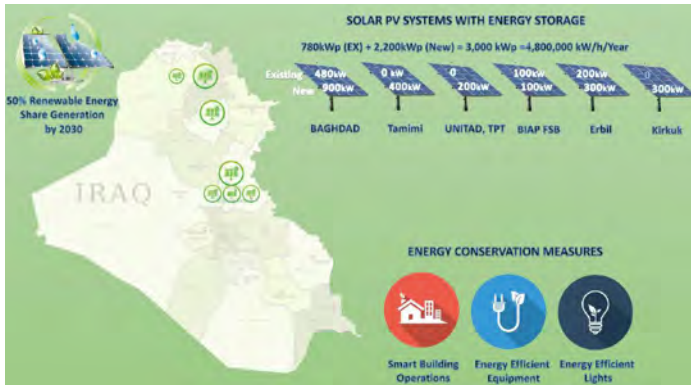 SOLAR PV SYSTEMS WITH ENERGY STORAGE
780kWp (EX) + 2,200kWp (New) = 3,000 kWp =4,800,000 kW/h/Year
Existing 480kw 0 kw 0 100kw 200kw 0
New 900kw 400kw 200kw 100kw 300kw 300kw
BAGHDAD Tamimi UNITAD, TPT BIAP FSB Erbil Kirkuk
50% Renewable Energy
Share Generation
by 2030
IRAQ
ENERGY CONSERVATION MEASURES
Smart Building
Operations
Energy Efficient
Equipment
Energy Efficient
Lights